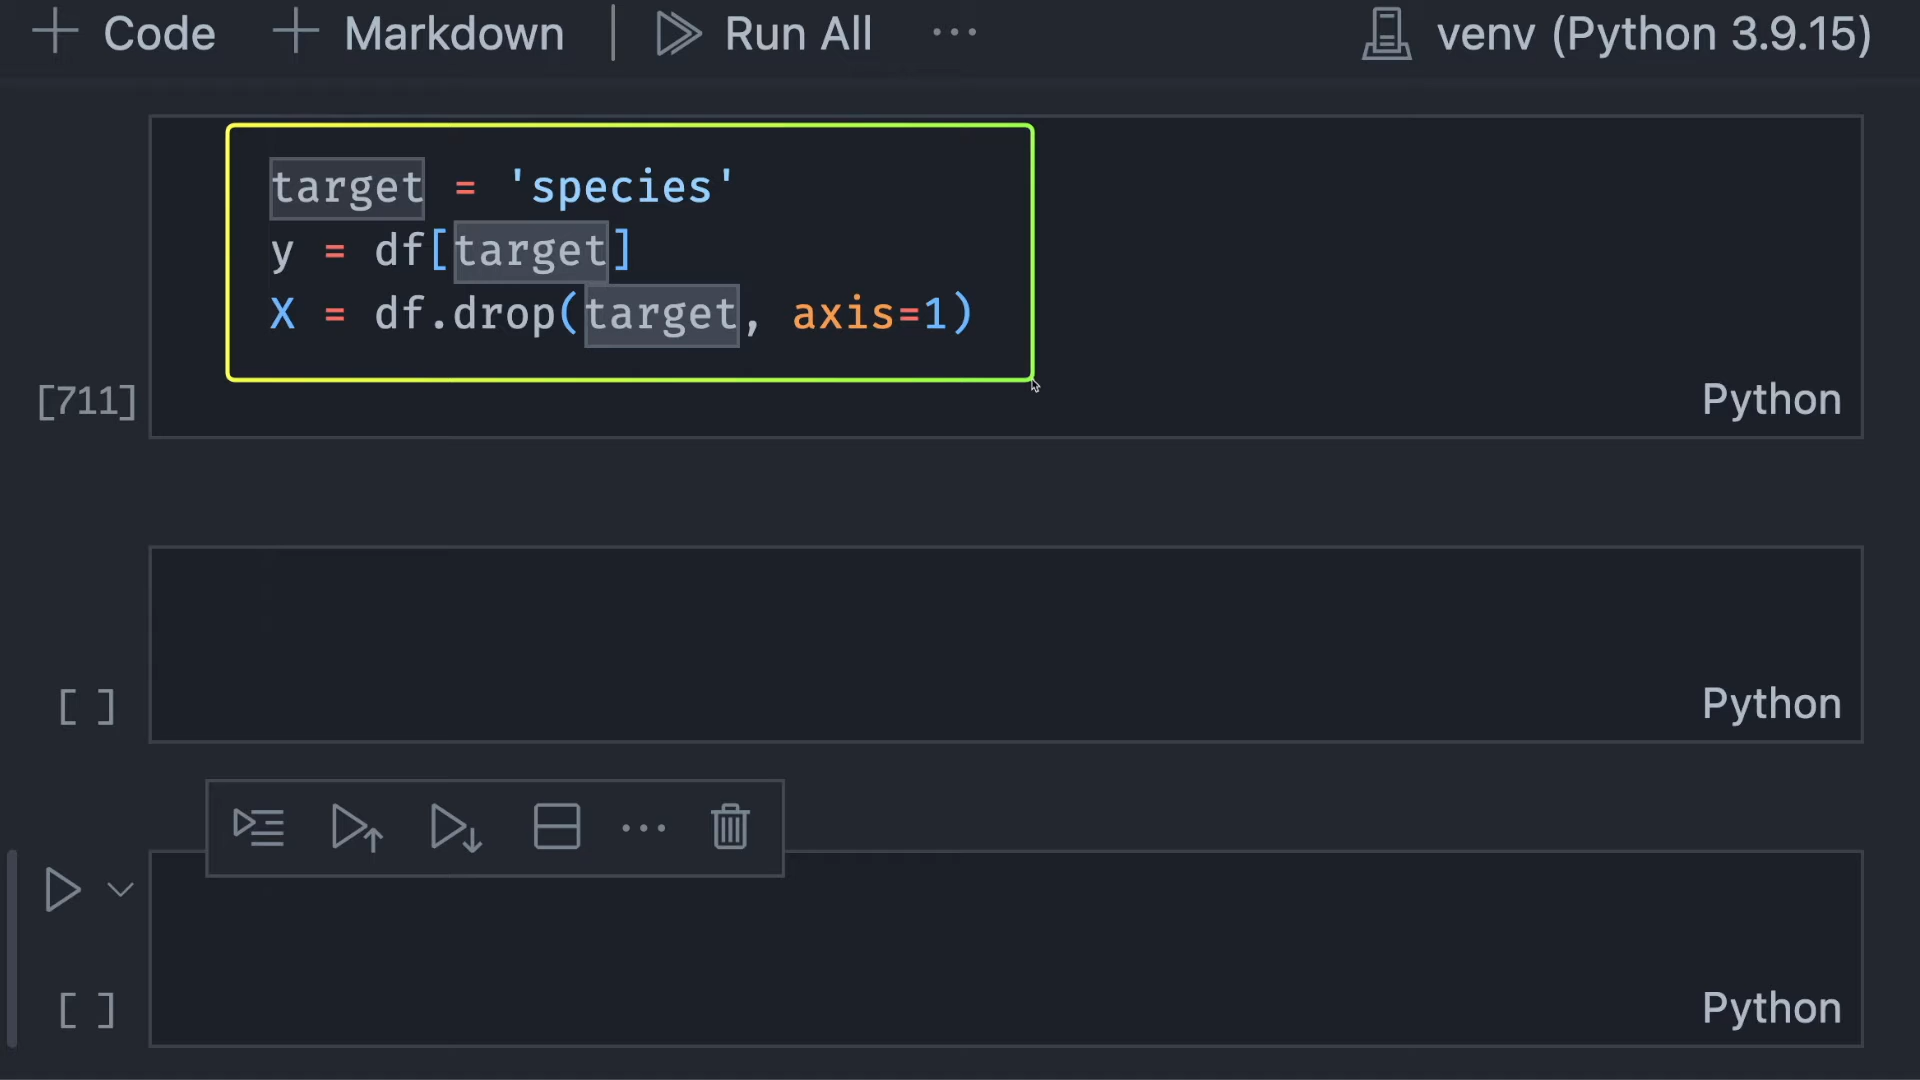 Code Markdown Run All ... venv (Python 3.9.15)
target = 'species'
y = df[target]
X = df.drop(target, axis=1)
[711] Python
[ ] Python
[ ] Python